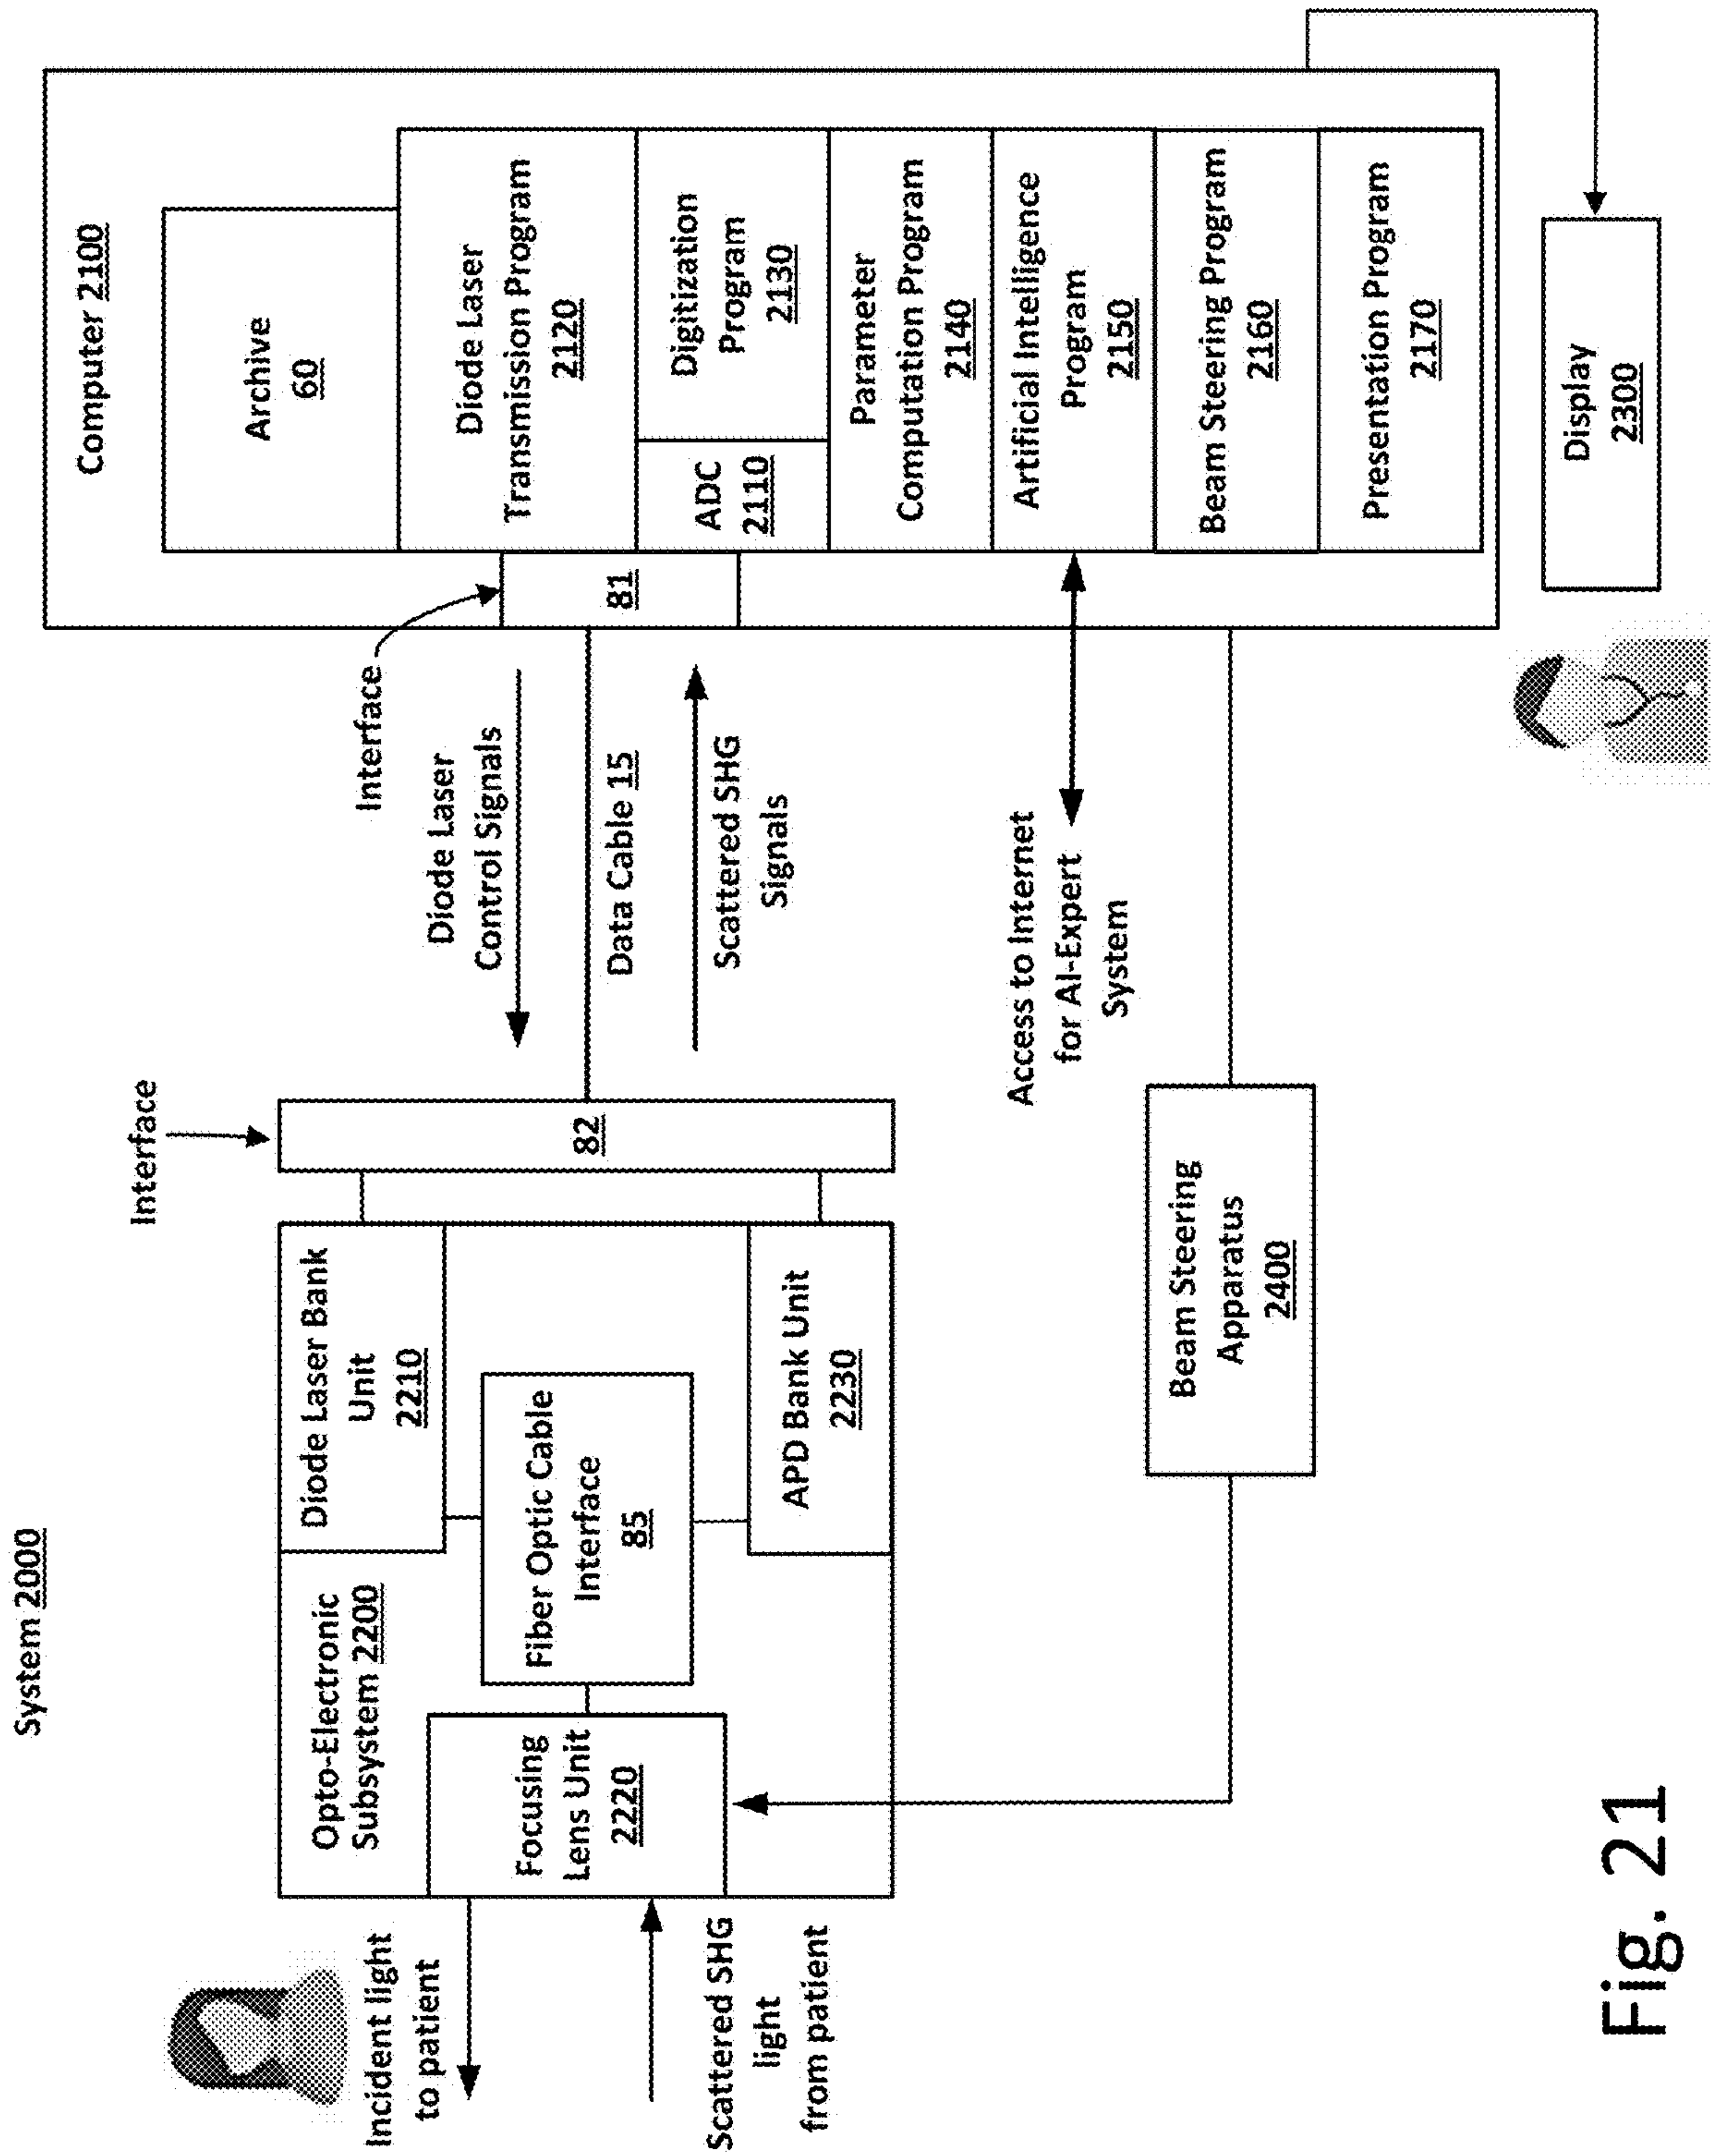 System 2000
Computer 2100
Archive
60
Diode Laser
Transmission Program
2120
ADC
2110
Digitization
Program
2130
Parameter
Computation Program
2140
Artificial Intelligence
Program
2150
Beam Steering Program
2160
Presentation Program
2170
Display
2300
Interface
81
Diode Laser
Control Signals
Data Cable 15
Scattered SHG
Signals
Access to Internet
for AI-Expert
System
Interface
82
Opto-Electronic
Subsystem 2200
Diode Laser Bank
Unit
2210
Fiber Optic Cable
Interface
85
APD Bank Unit
2230
Focusing
Lens Unit
2220
Beam Steering
Apparatus
2400
Incident light
to patient
Scattered SHG
light
from patient
Fig. 21